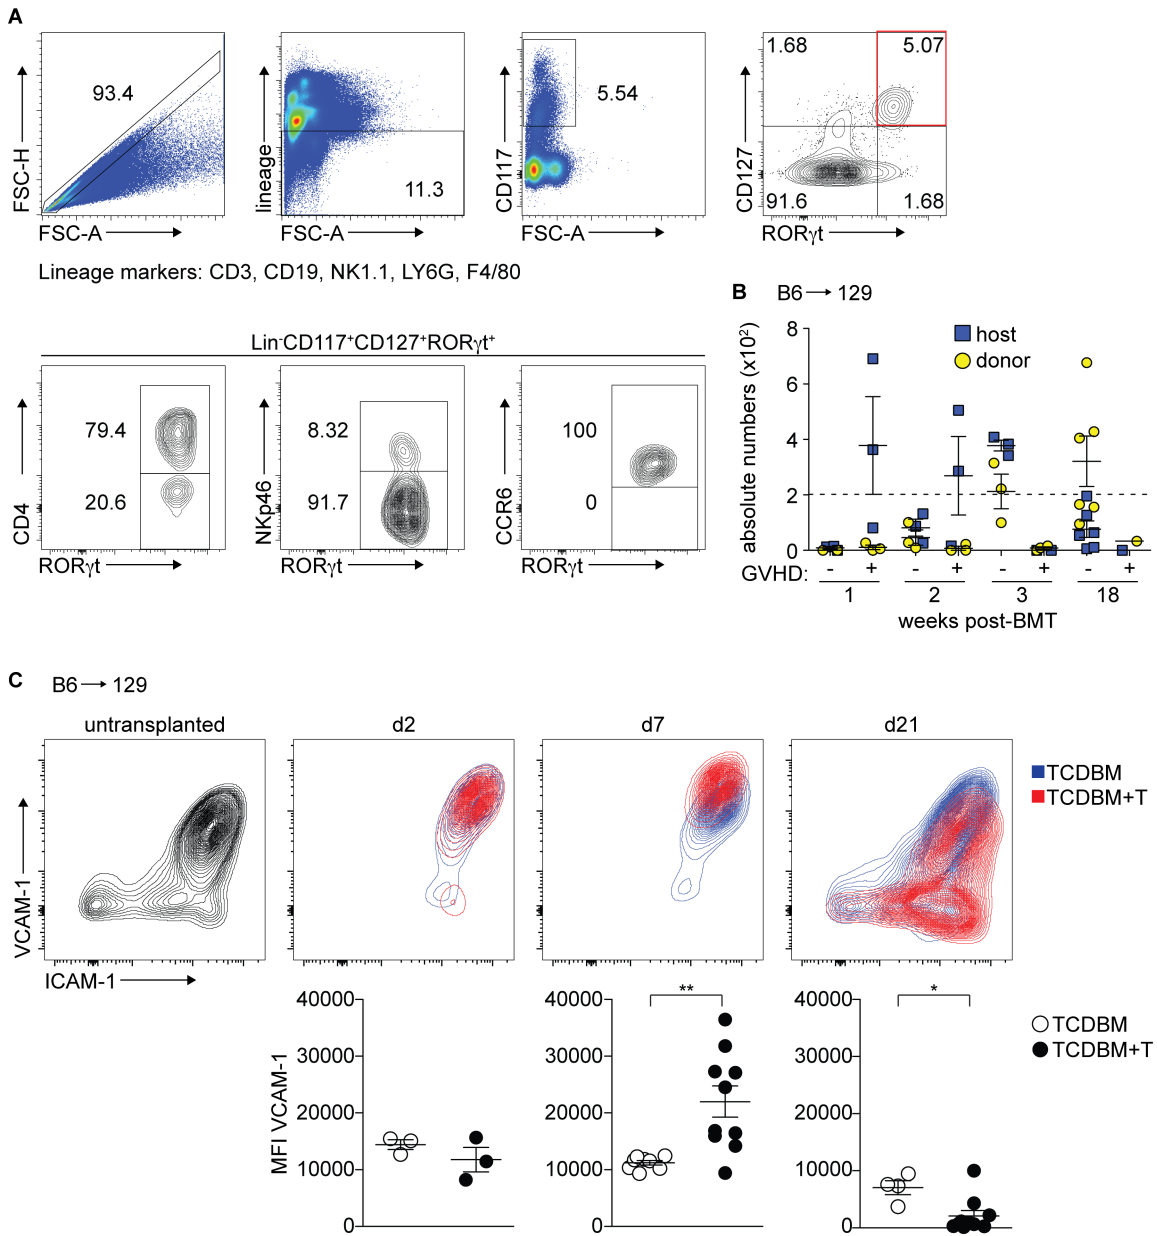 A
93.4
FSC-H
FSC-A
11.3
lineage
FSC-A
5.54
CD117
FSC-A
1.68
5.07
91.6
1.68
CD127
RORγt
Lineage markers: CD3, CD19, NK1.1, LY6G, F4/80
Lin-CD117+CD127+RORγt+
79.4
20.6
CD4
RORγt
8.32
91.7
NKp46
RORγt
100
0
CCR6
RORγt
B
B6 → 129
host
donor
absolute numbers (x10²)
8
6
4
2
0
GVHD: - + - + - + - +
1 2 3 18
weeks post-BMT
C
B6 → 129
untransplanted d2 d7 d21
TCDBM
TCDBM+T
VCAM-1
ICAM-1
MFI VCAM-1
40000
30000
20000
10000
0
**
40000
30000
20000
10000
0
*
40000
30000
20000
10000
0
TCDBM
TCDBM+T